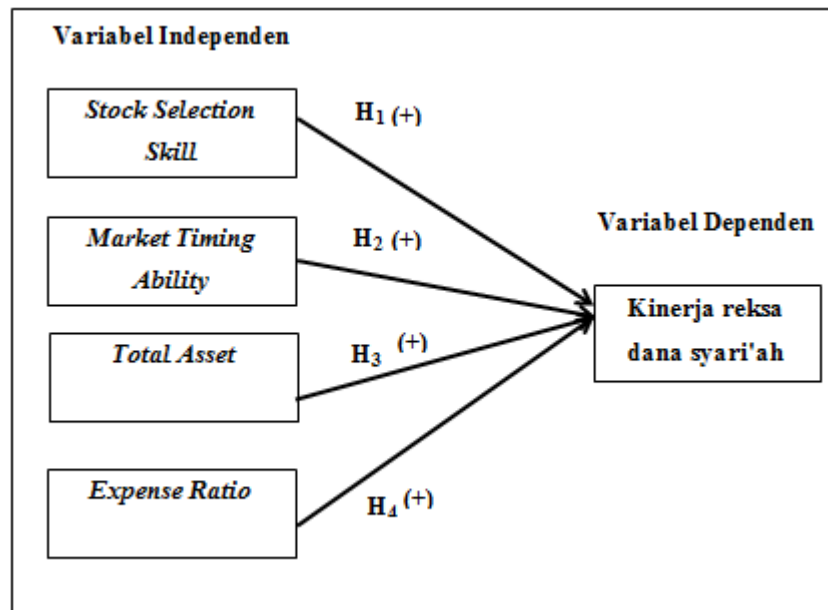 Variabel Independen
Stock Selection
Skill
H1 (+)
Market Timing
Ability
H2 (+)
Variabel Dependen
Kinerja reksa
dana syari'ah
Total Asset
H3 (+)
Expense Ratio
H4 (+)